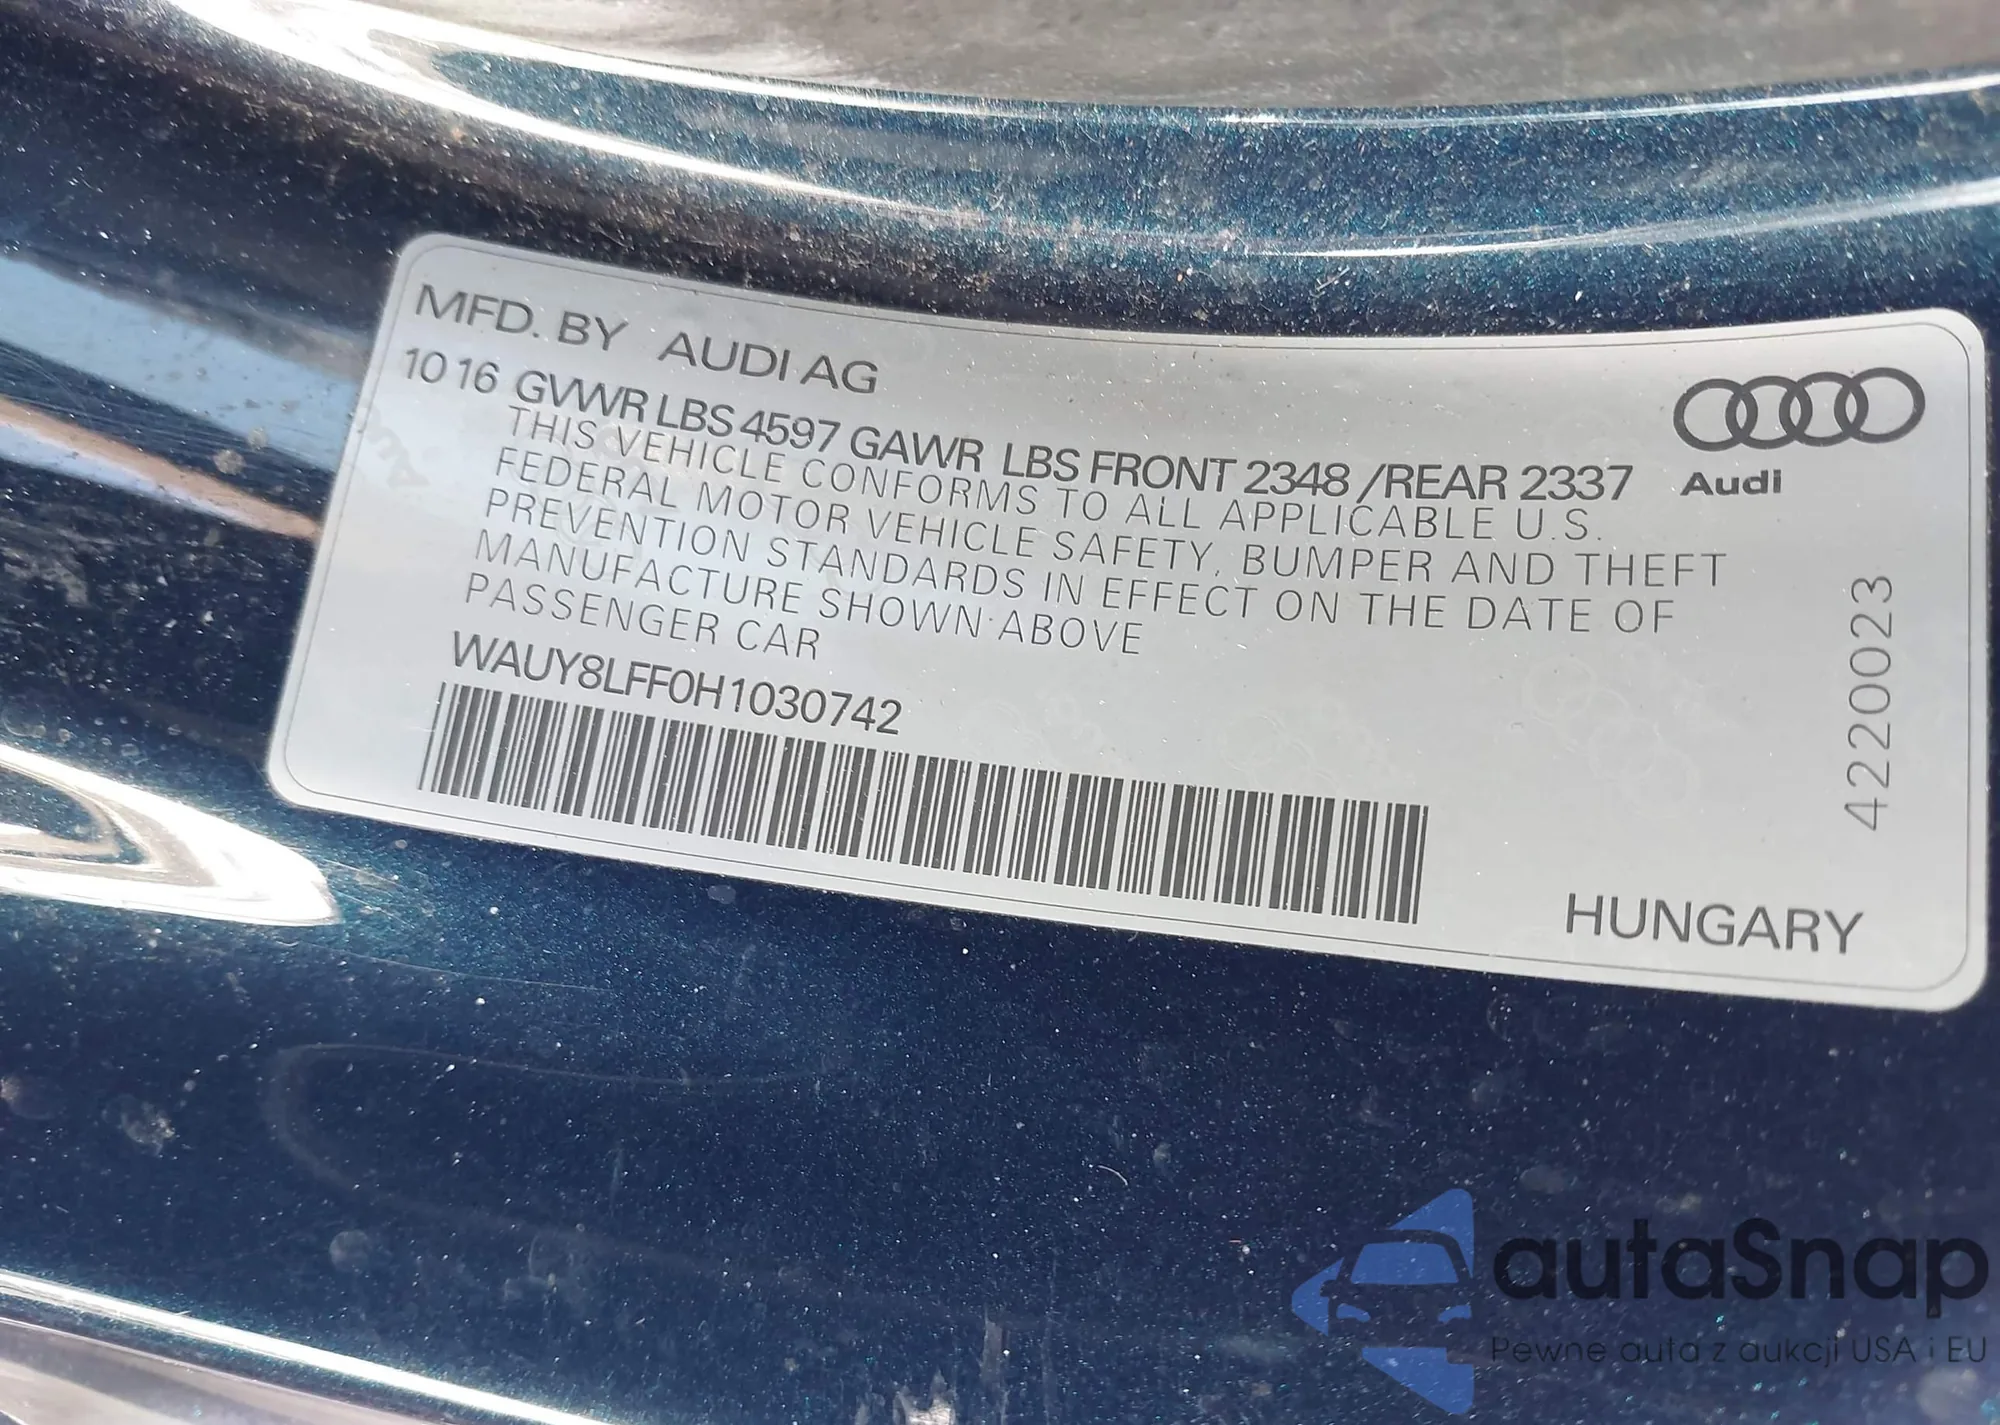 MFD. BY AUDI AG
10 16 GVWR LBS 4597 GAWR LBS FRONT 2348 /REAR 2337
THIS VEHICLE CONFORMS TO ALL APPLICABLE U.S.
FEDERAL MOTOR VEHICLE SAFETY, BUMPER AND THEFT
PREVENTION STANDARDS IN EFFECT ON THE DATE OF
MANUFACTURE SHOWN ABOVE
PASSENGER CAR
WAUY8LFF0H1030742
Audi
4220023
HUNGARY
autaSnap
Pewne auta z aukcji USA i EU